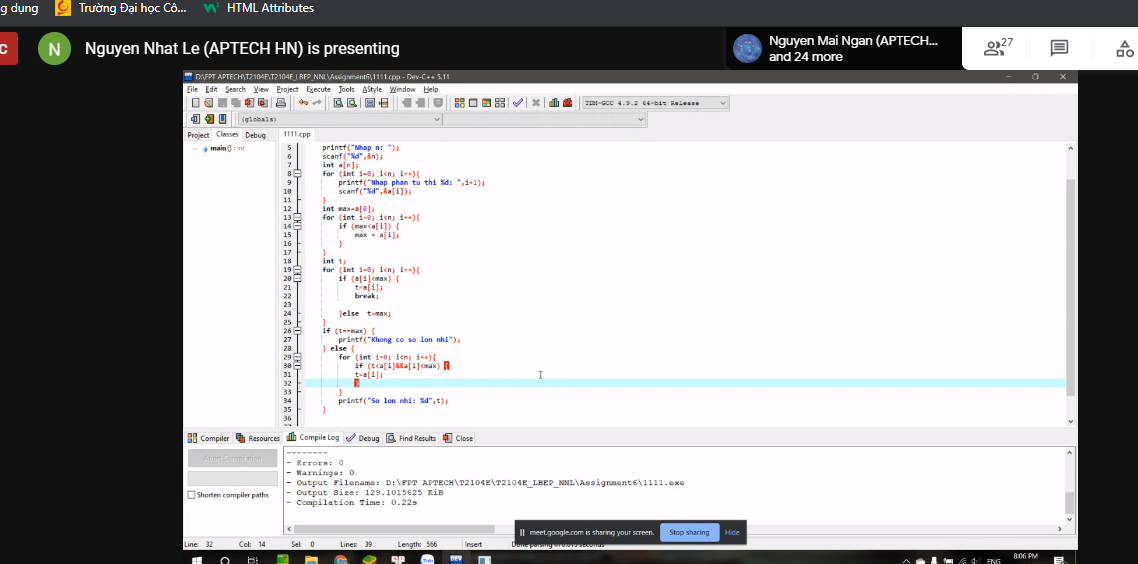 g dụng
Trường Đại học Cô...
HTML Attributes
C
N
Nguyen Nhat Le (APTECH HN) is presenting
Nguyen Mai Ngan (APTECH...
and 24 more
27
D:\FPT APTECH\T2104E\T2104E_LBEP_NNL\Assignment6\1111.cpp - Dev-C++ 5.11
File Edit Search View Project Execute Tools AStyle Window Help
TDM-GCC 4.9.2 64-bit Release
(globals)
Project Classes Debug
1111.cpp
main() : int
5 printf("Nhap n: ");
6 scanf("%d",&n);
7 int a[n];
8 for (int i=0; i<n; i++){
9 printf("Nhap phan tu thi %d: ",i+1);
10 scanf("%d",&a[i]);
11 }
12 int max=a[0];
13 for (int i=0; i<n; i++){
14 if (max<a[i]) {
15 max = a[i];
16 }
17 }
18 int t;
19 for (int i=0; i<n; i++){
20 if (a[i]<max) {
21 t=a[i];
22 break;
23
24 }else t=max;
25 }
26 if (t==max) {
27 printf("Khong co so lon nhi");
28 } else {
29 for (int i=0; i<n; i++){
30 if (t<a[i]&&a[i]<max) {
31 t=a[i];
32 }
33 }
34 printf("So lon nhi: %d",t);
35 }
36
Compiler Resources Compile Log Debug Find Results Close
Abort Compilation
Shorten compiler paths
--------
- Errors: 0
- Warnings: 0
- Output Filename: D:\FPT APTECH\T2104E\T2104E_LBEP_NNL\Assignment6\1111.exe
- Output Size: 129.1015625 KiB
- Compilation Time: 0.22s
meet.google.com is sharing your screen.
Stop sharing
Hide
Line: 32 Col: 14 Sel: 0 Lines: 39 Length: 566 Insert Done parsing in 0.015 seconds
Zalo
DEV
ENG
8:06 PM